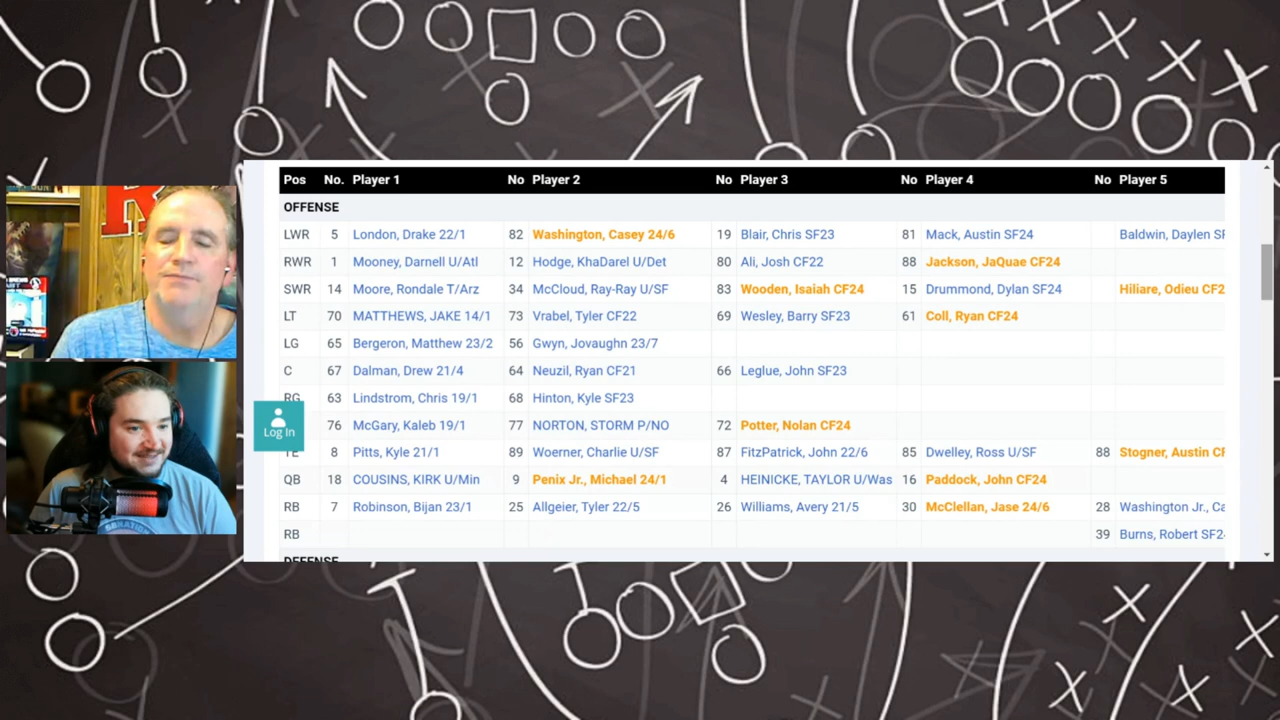 Pos No. Player 1 No Player 2 No Player 3 No Player 4 No Player 5
OFFENSE
LWR 5 London, Drake 22/1 82 Washington, Casey 24/6 19 Blair, Chris SF23 81 Mack, Austin SF24 Baldwin, Daylen SF
RWR 1 Mooney, Darnell U/Atl 12 Hodge, KhaDarel U/Det 80 Ali, Josh CF22 88 Jackson, JaQuae CF24
SWR 14 Moore, Rondale T/Arz 34 McCloud, Ray-Ray U/SF 83 Wooden, Isaiah CF24 15 Drummond, Dylan SF24 Hiliare, Odieu CF2
LT 70 MATTHEWS, JAKE 14/1 73 Vrabel, Tyler CF22 69 Wesley, Barry SF23 61 Coll, Ryan CF24
LG 65 Bergeron, Matthew 23/2 56 Gwyn, Jovaughn 23/7
C 67 Dalman, Drew 21/4 64 Neuzil, Ryan CF21 66 Leglue, John SF23
RG 63 Lindstrom, Chris 19/1 68 Hinton, Kyle SF23
76 McGary, Kaleb 19/1 77 NORTON, STORM P/NO 72 Potter, Nolan CF24
TE 8 Pitts, Kyle 21/1 89 Woerner, Charlie U/SF 87 FitzPatrick, John 22/6 85 Dwelley, Ross U/SF 88 Stogner, Austin CF
QB 18 COUSINS, KIRK U/Min 9 Penix Jr., Michael 24/1 4 HEINICKE, TAYLOR U/Was 16 Paddock, John CF24
RB 7 Robinson, Bijan 23/1 25 Allgeier, Tyler 22/5 26 Williams, Avery 21/5 30 McClellan, Jase 24/6 28 Washington Jr., Ca
RB 39 Burns, Robert SF2
DEFENSE
Log In
R